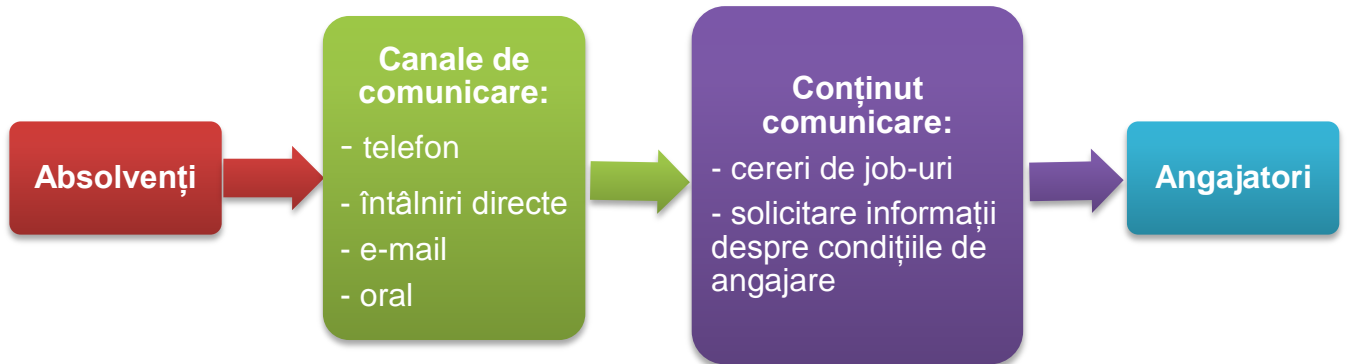 Absolvenți
Canale de
comunicare:
- telefon
- întâlniri directe
- e-mail
- oral
Conținut
comunicare:
- cereri de job-uri
- solicitare informații
despre condițiile de
angajare
Angajatori